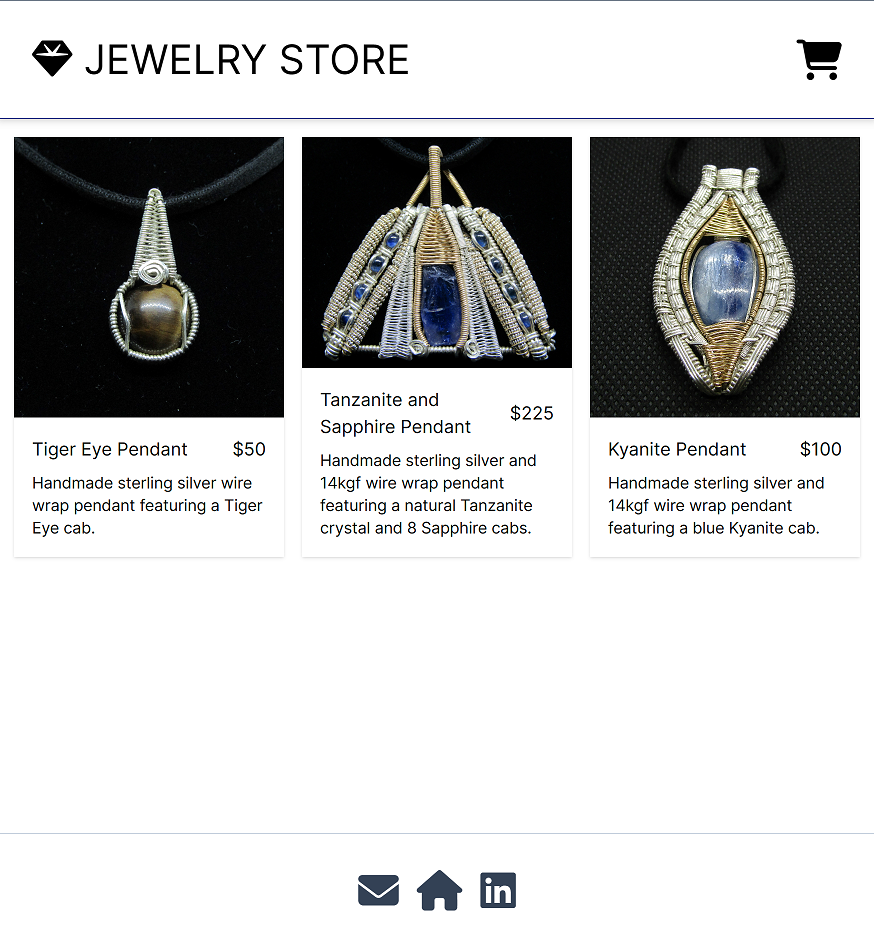 JEWELRY STORE
Tiger Eye Pendant $50
Handmade sterling silver wire
wrap pendant featuring a Tiger
Eye cab.
Tanzanite and
Sapphire Pendant
$225
Handmade sterling silver and
14kgf wire wrap pendant
featuring a natural Tanzanite
crystal and 8 Sapphire cabs.
Kyanite Pendant $100
Handmade sterling silver and
14kgf wire wrap pendant
featuring a blue Kyanite cab.
in